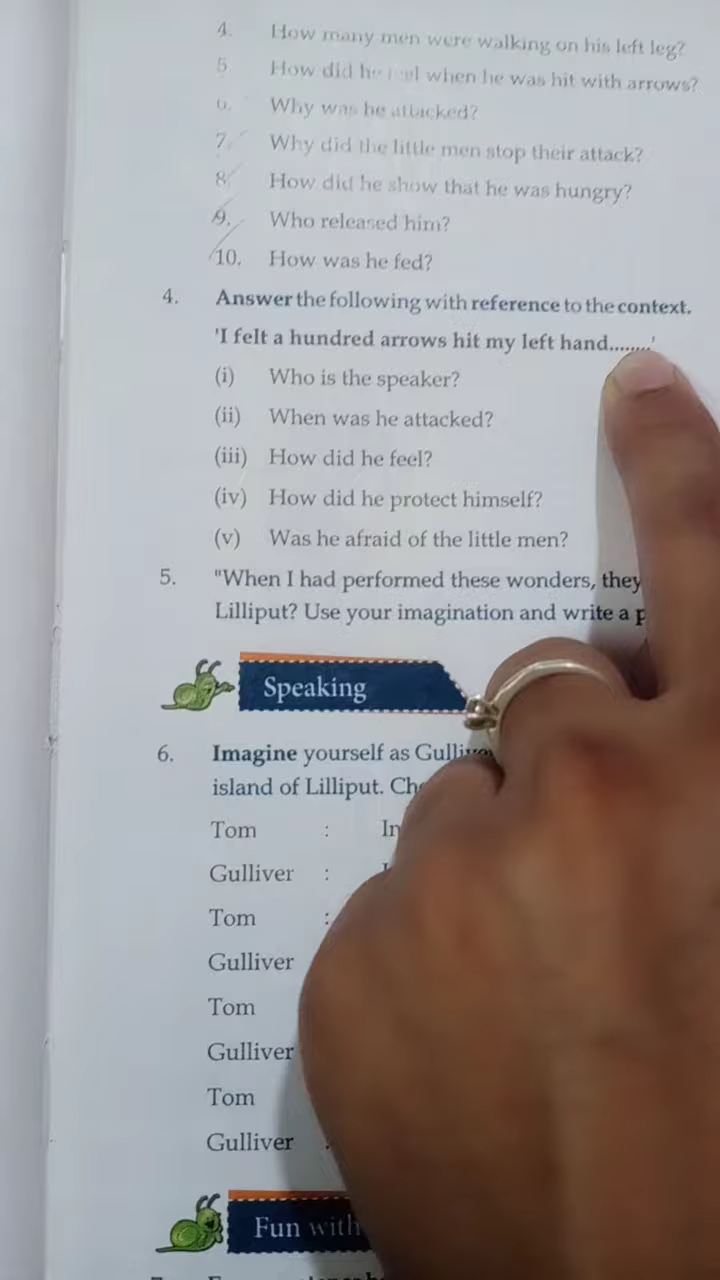 4. How many men were walking on his left leg?
5 How did he feel when he was hit with arrows?
6. Why was he attacked?
7. Why did the little men stop their attack?
8. How did he show that he was hungry?
9. Who released him?
10. How was he fed?
4. Answer the following with reference to the context.
'I felt a hundred arrows hit my left hand........'
(i) Who is the speaker?
(ii) When was he attacked?
(iii) How did he feel?
(iv) How did he protect himself?
(v) Was he afraid of the little men?
5. "When I had performed these wonders, they
Lilliput? Use your imagination and write a
Speaking
6. Imagine yourself as
island of Lilliput.
Tom :
Gulliver :
Tom :
Gulliver
Tom
Gulliver
Tom
Gulliver
Fun with